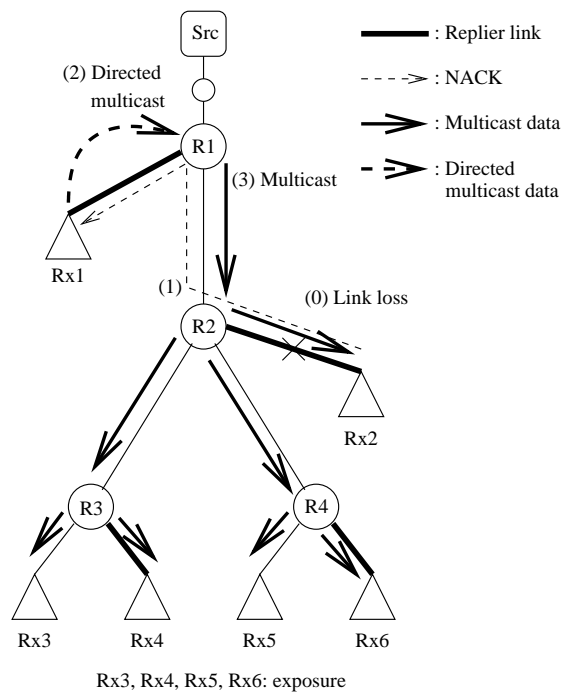 Src
: Replier link
(2) Directed
multicast
: NACK
: Multicast data
R1
: Directed
multicast data
(3) Multicast
Rx1
(1)
(0) Link loss
R2
Rx2
R3
R4
Rx3
Rx4
Rx5
Rx6
Rx3, Rx4, Rx5, Rx6: exposure